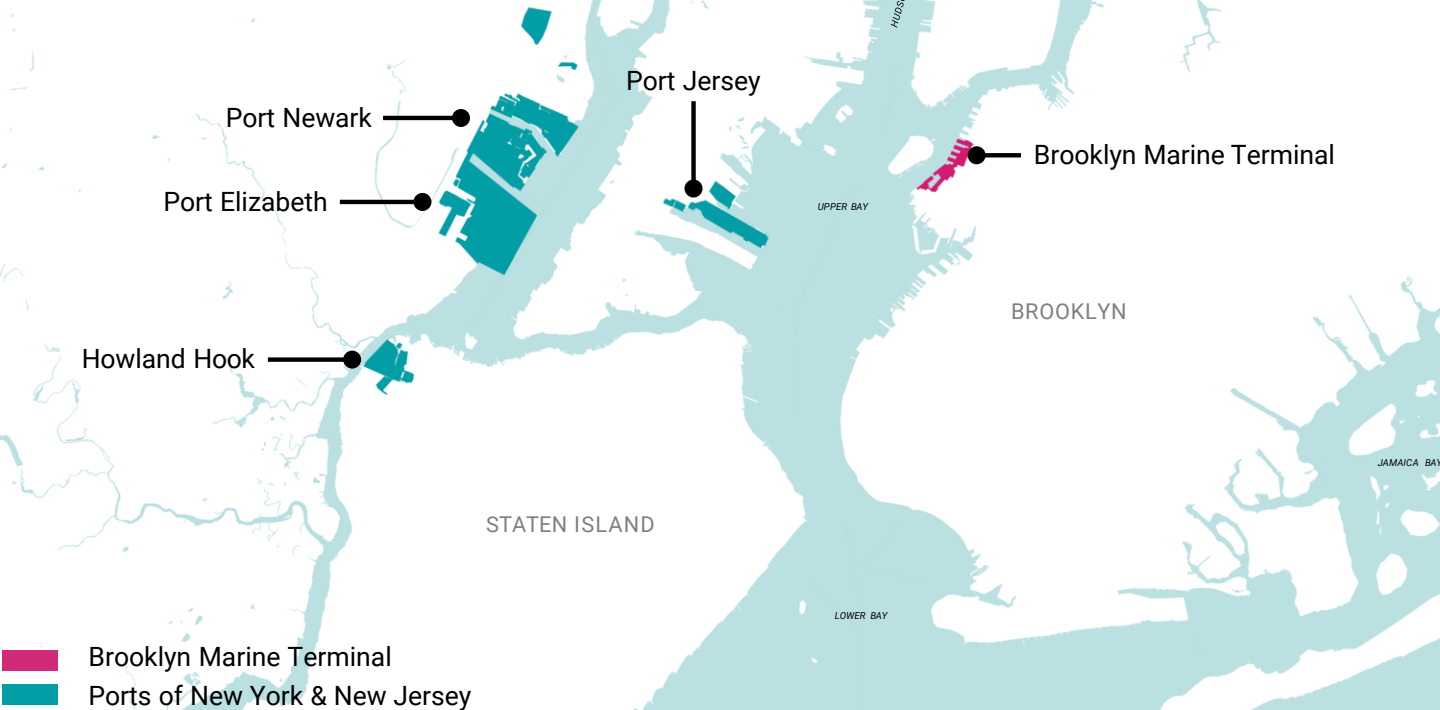 Port Jersey
Port Newark
Brooklyn Marine Terminal
Port Elizabeth
UPPER BAY
BROOKLYN
Howland Hook
JAMAICA BAY
STATEN ISLAND
LOWER BAY
Brooklyn Marine Terminal
Ports of New York & New Jersey